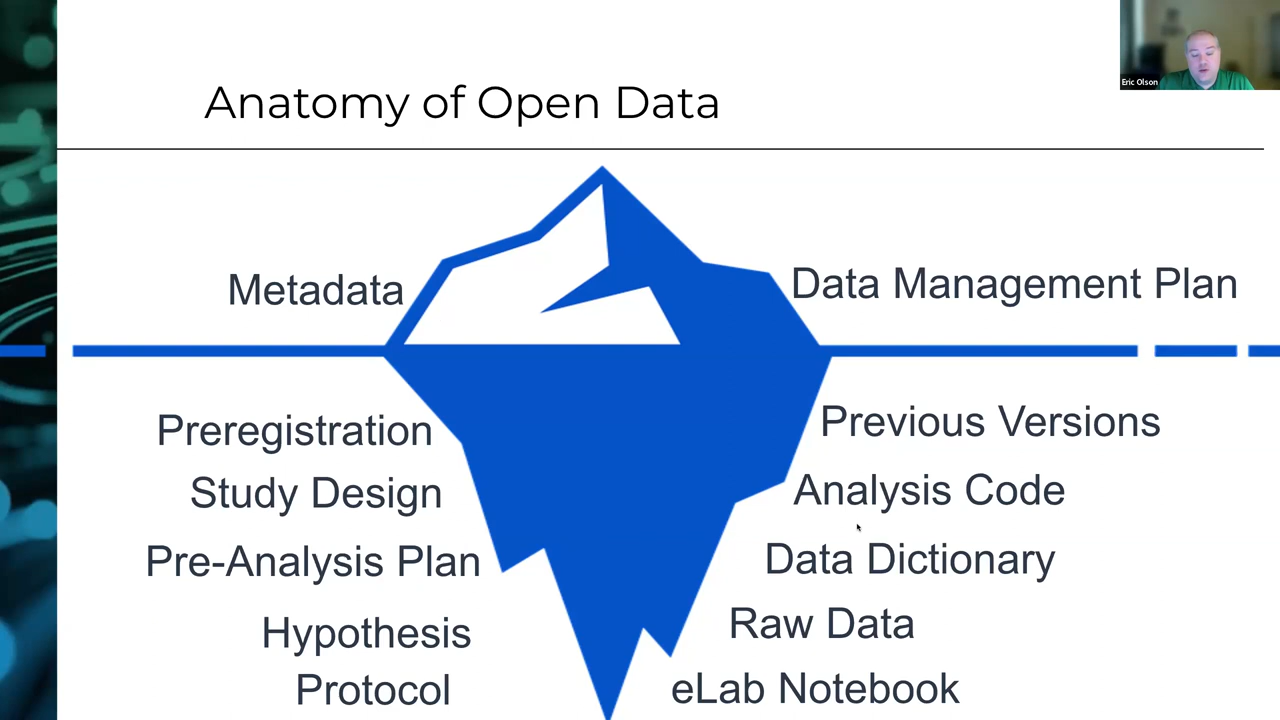 Eric Olson
Anatomy of Open Data
Metadata
Data Management Plan
Preregistration
Previous Versions
Study Design
Analysis Code
Pre-Analysis Plan
Data Dictionary
Hypothesis
Raw Data
Protocol
eLab Notebook